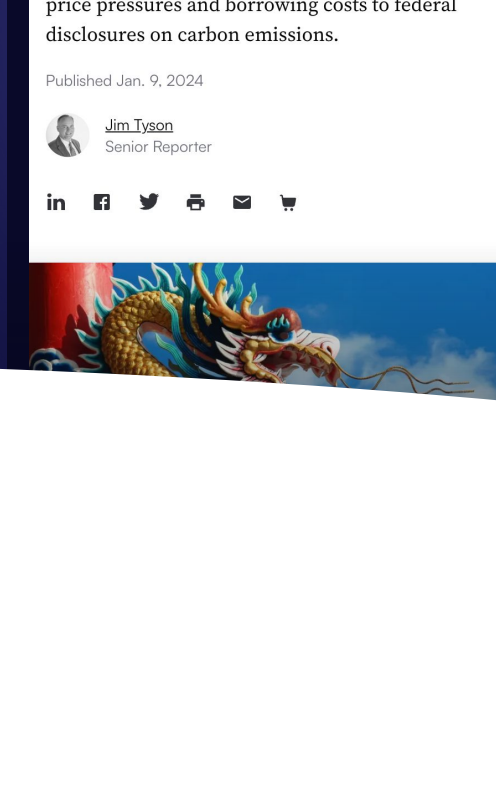 price pressures and borrowing costs to federal
disclosures on carbon emissions.
Published Jan. 9, 2024
Jim Tyson
Senior Reporter